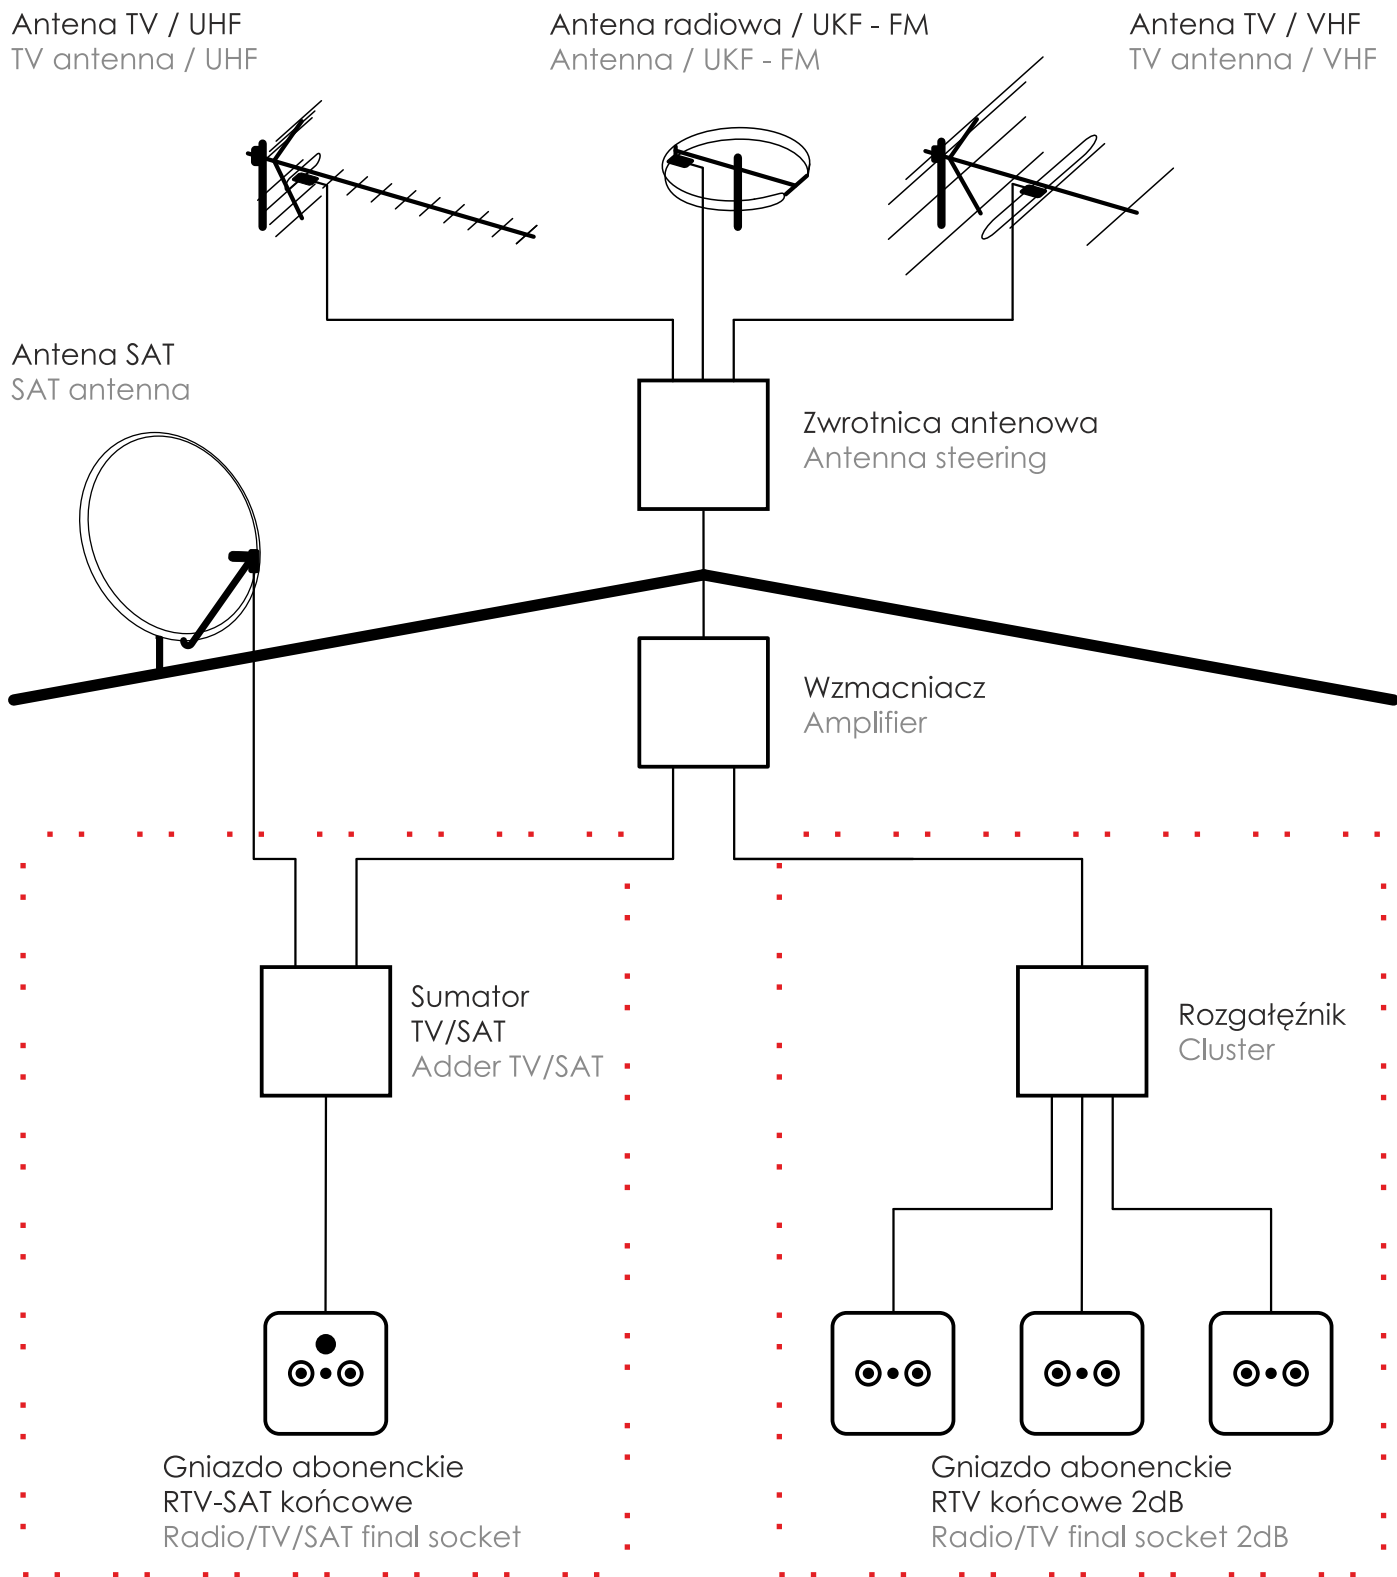 Antena TV / UHF
TV antenna / UHF
Antena radiowa / UKF - FM
Antenna / UKF - FM
Antena TV / VHF
TV antenna / VHF
Antena SAT
SAT antenna
Zwrotnica antenowa
Antenna steering
Wzmacniacz
Amplifier
Sumator
TV/SAT
Adder TV/SAT
Rozgałęźnik
Cluster
Gniazdo abonenckie
RTV-SAT końcowe
Radio/TV/SAT final socket
Gniazdo abonenckie
RTV końcowe 2dB
Radio/TV final socket 2dB